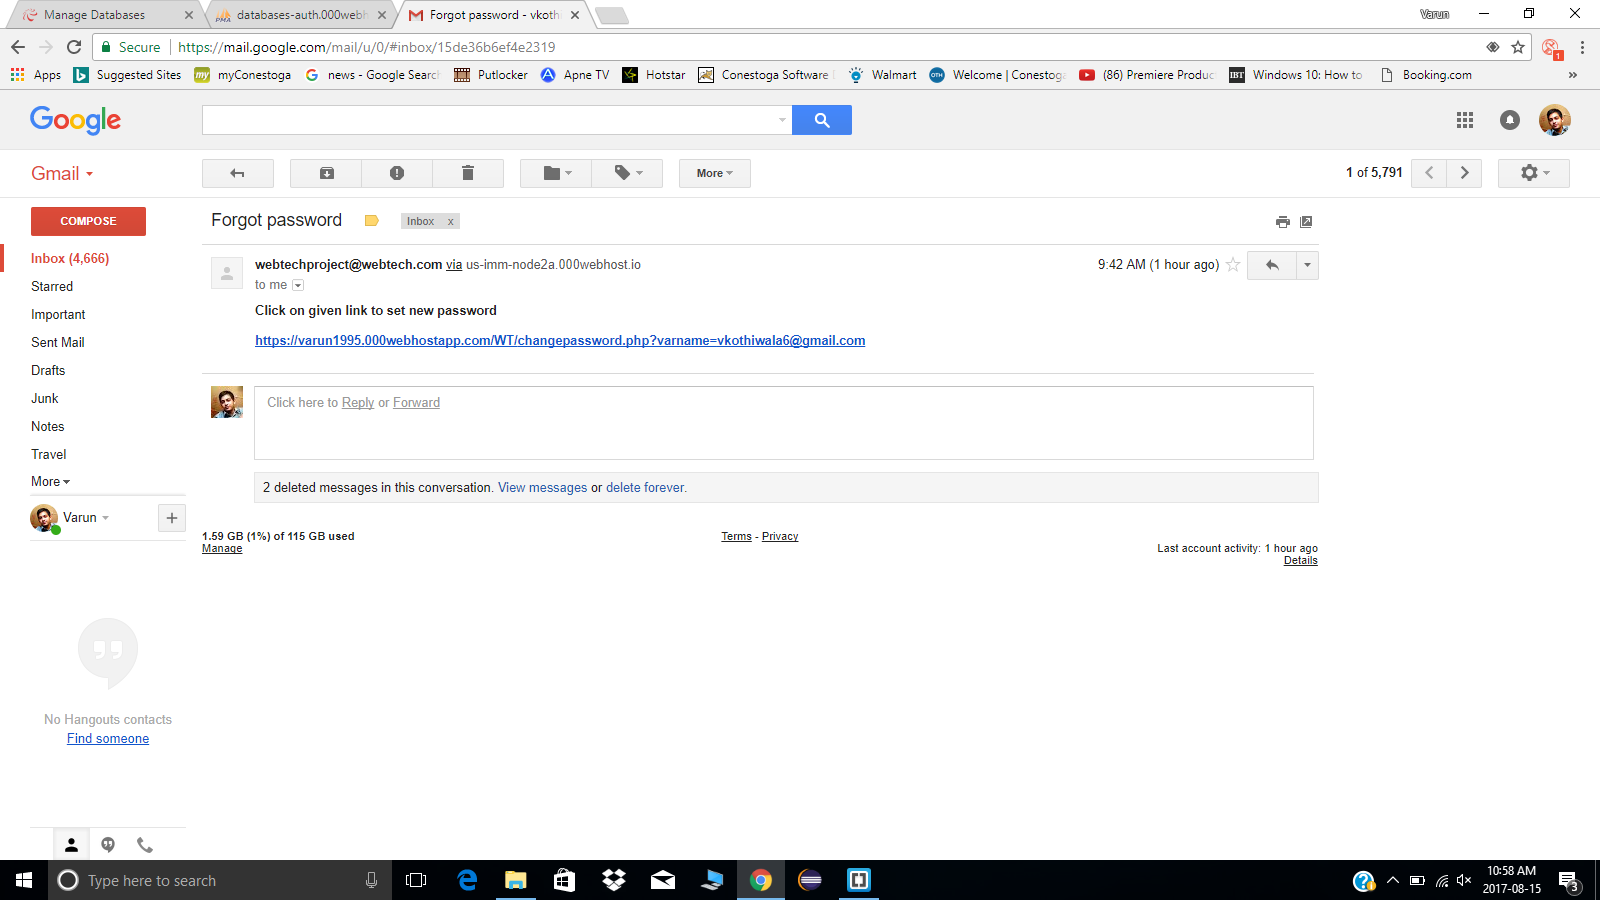 Manage Databases
databases-auth.000webh
Forgot password - vkoth
Varun
Secure
https://mail.google.com/mail/u/0/#inbox/15de36b6ef4e2319
1
Apps
Suggested Sites
my myConestoga
news - Google Search
Putlocker
Apne TV
Hotstar
Conestoga Software
Walmart
Welcome | Conestoga
(86) Premiere Produc
IBT Windows 10: How to
Booking.com
»
Google
Gmail
More
1 of 5,791
COMPOSE
Forgot password
Inbox x
Inbox (4,666)
Starred
Important
Sent Mail
Drafts
Junk
Notes
Travel
More
webtechproject@webtech.com via us-imm-node2a.000webhost.io
9:42 AM (1 hour ago)
to me
Click on given link to set new password
https://varun1995.000webhostapp.com/WT/changepassword.php?varname=vkothiwala6@gmail.com
Click here to Reply or Forward
2 deleted messages in this conversation. View messages or delete forever.
Varun
+
1.59 GB (1%) of 115 GB used
Manage
Terms - Privacy
Last account activity: 1 hour ago
Details
No Hangouts contacts
Find someone
Type here to search
10:58 AM
2017-08-15
3